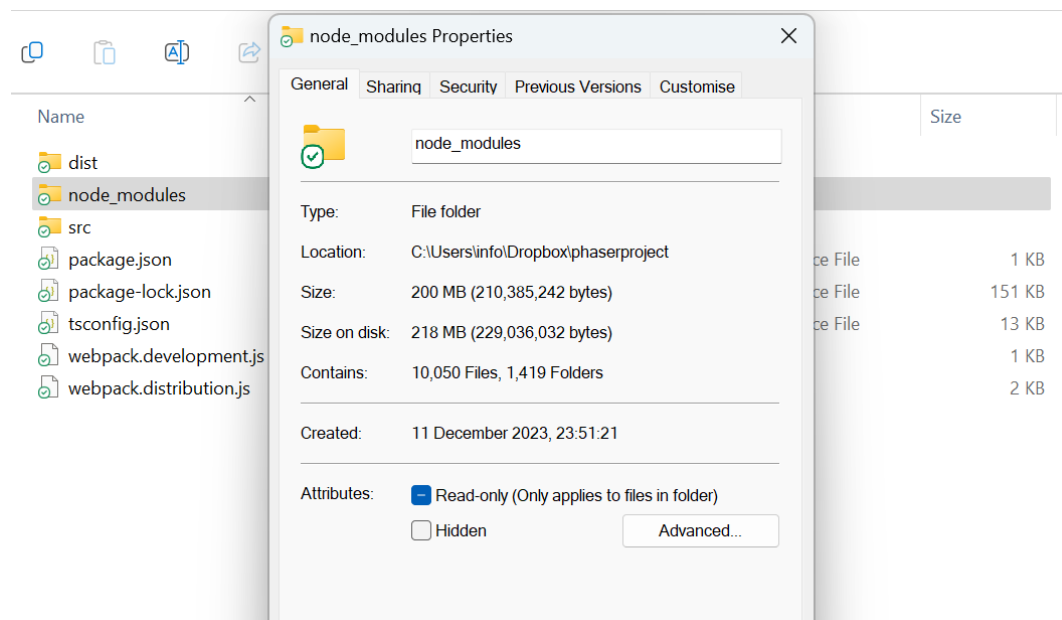 node_modules Properties
General Sharing Security Previous Versions Customise
Name Size
node_modules
dist
node_modules
src
package.json ce File 1 KB
package-lock.json ce File 151 KB
tsconfig.json ce File 13 KB
webpack.development.js 1 KB
webpack.distribution.js 2 KB
Type: File folder
Location: C:\Users\info\Dropbox\phaserproject
Size: 200 MB (210,385,242 bytes)
Size on disk: 218 MB (229,036,032 bytes)
Contains: 10,050 Files, 1,419 Folders
Created: 11 December 2023, 23:51:21
Attributes: Read-only (Only applies to files in folder)
Hidden Advanced...